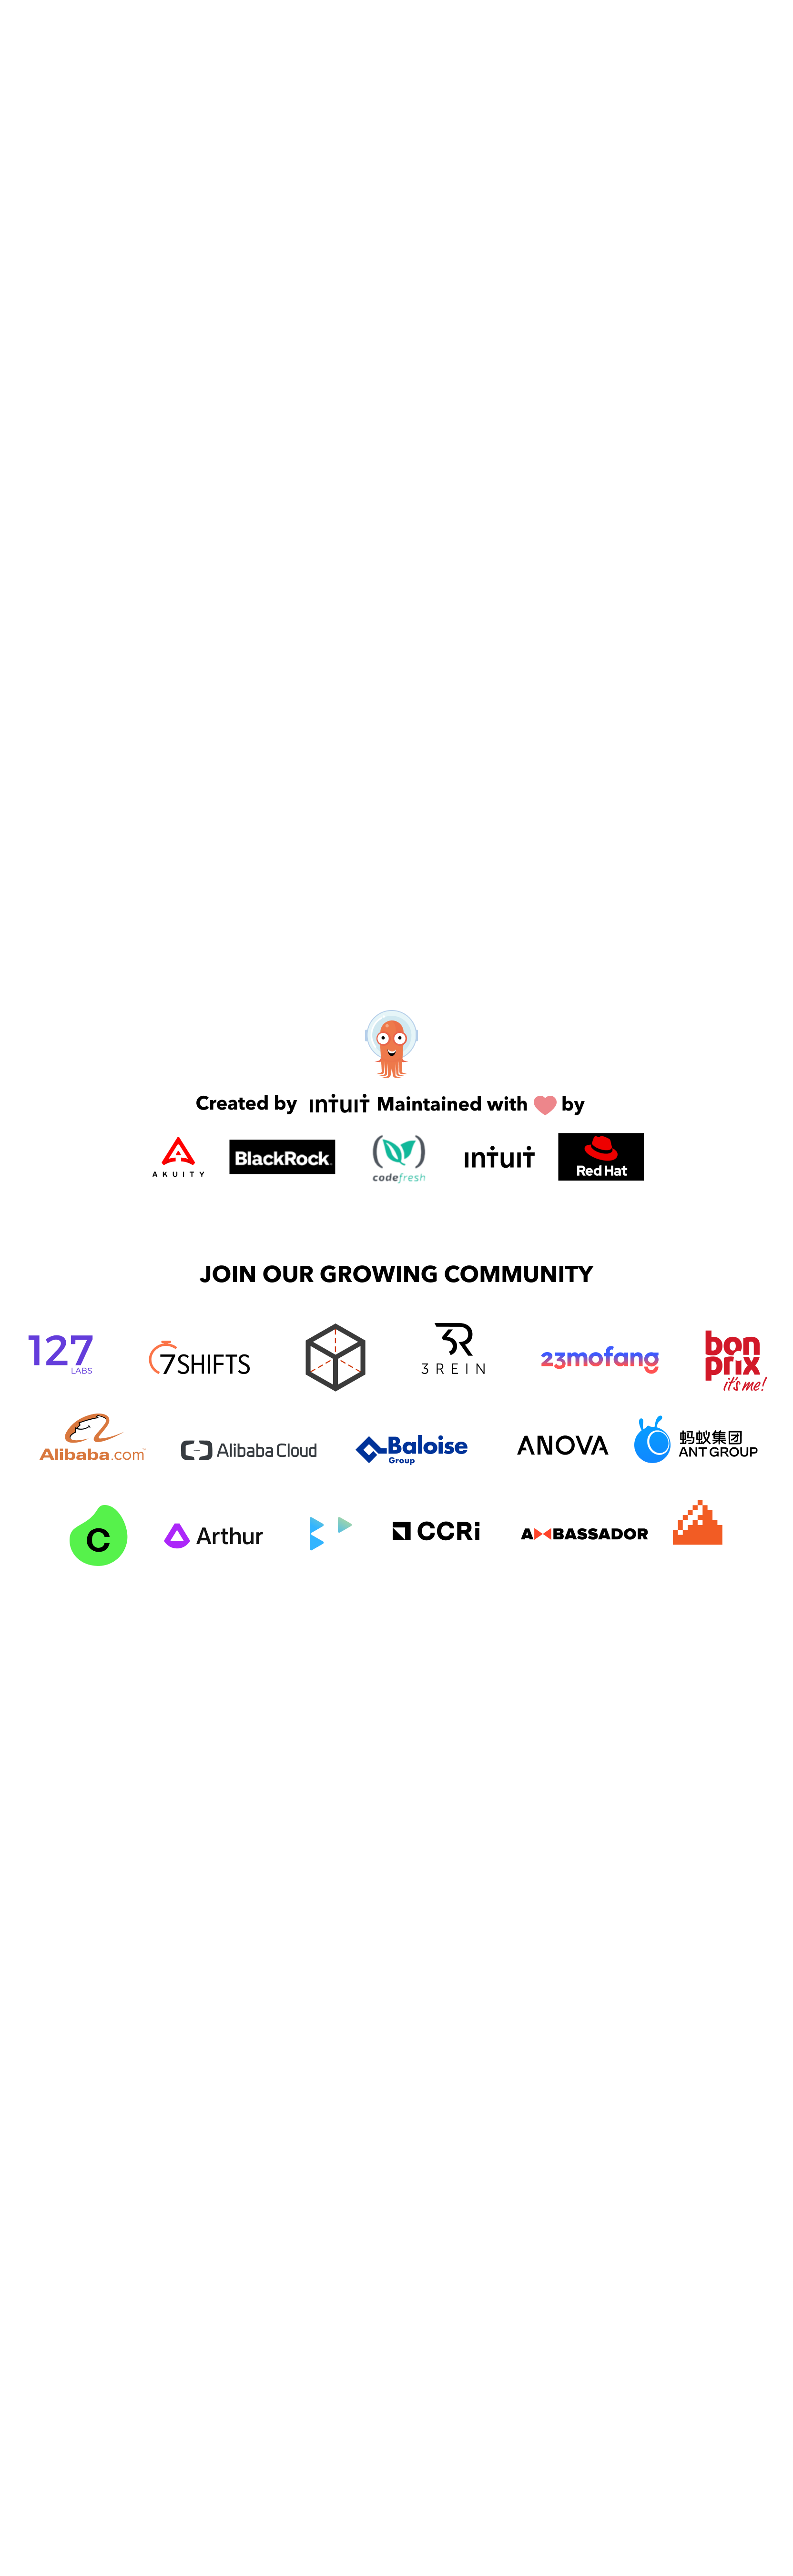 Created by intuit Maintained with by
AKUITY BlackRock codefresh intuit Red Hat
JOIN OUR GROWING COMMUNITY
127 LABS 7SHIFTS 3R 3REIN 23mofang bon prix it's me!
Alibaba.com Alibaba Cloud Baloise Group ANOVA 蚂蚁集团 ANT GROUP
C Arthur CCRi AMBASSADOR